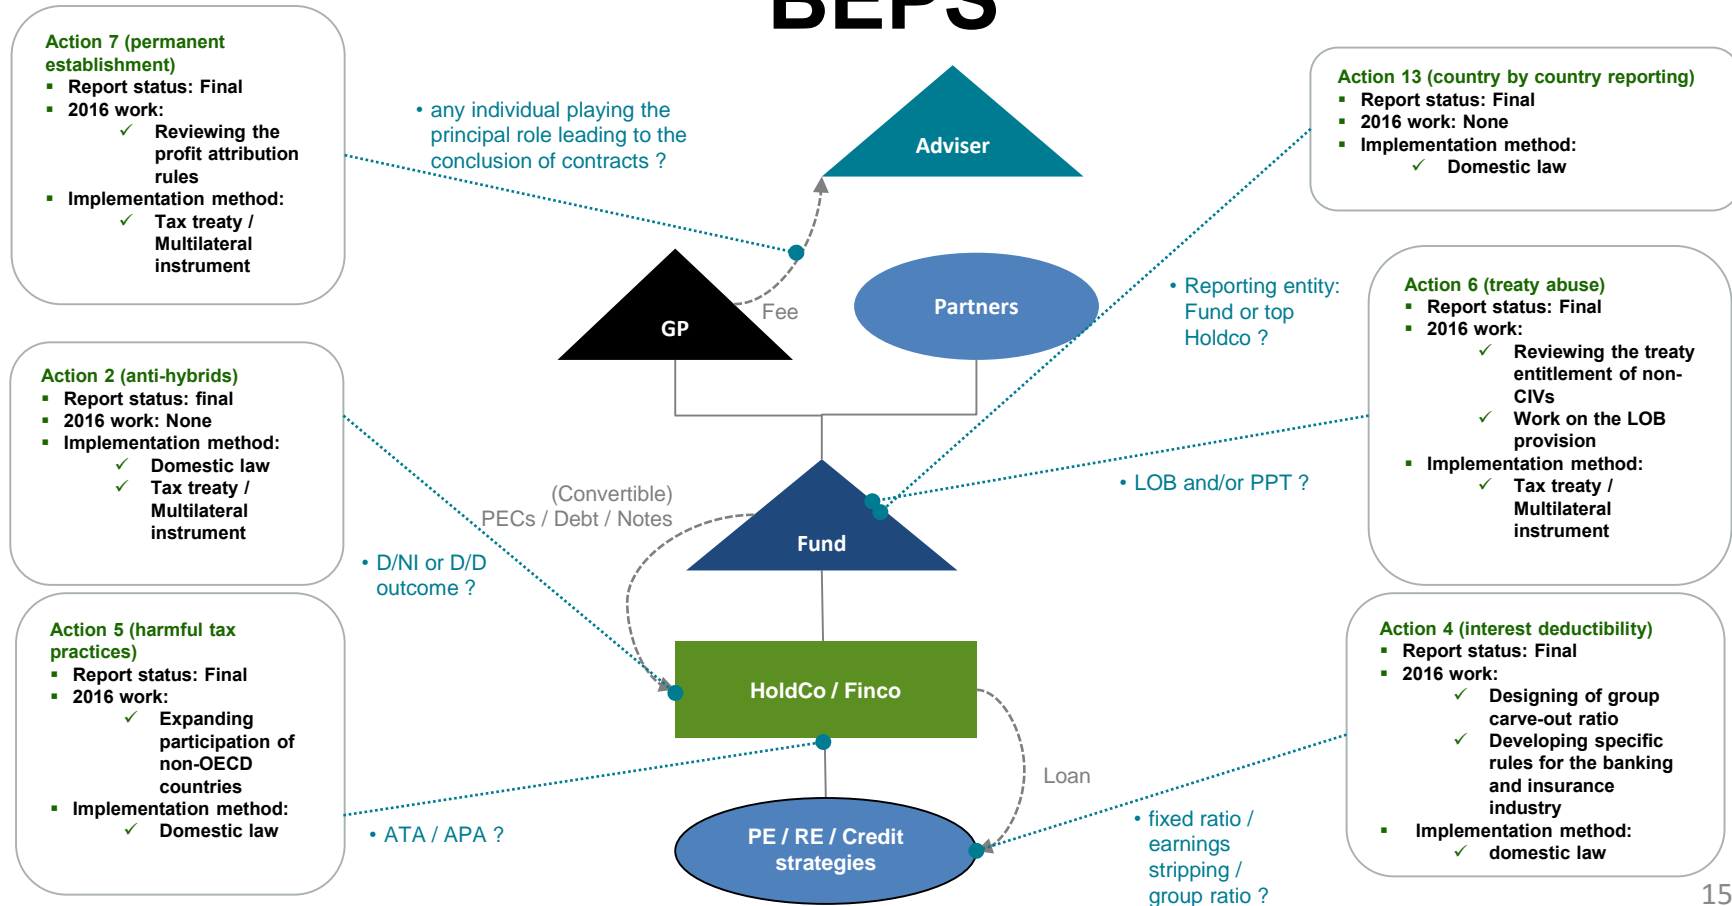 BEPS
Action 7 (permanent
establishment)
▪ Report status: Final
▪ 2016 work:
✓ Reviewing the
profit attribution
rules
▪ Implementation method:
✓ Tax treaty /
Multilateral
instrument
• any individual playing the
principal role leading to the
conclusion of contracts ?
Adviser
Action 13 (country by country reporting)
▪ Report status: Final
▪ 2016 work: None
▪ Implementation method:
✓ Domestic law
GP
Fee
Partners
• Reporting entity:
Fund or top
Holdco ?
Action 6 (treaty abuse)
▪ Report status: Final
▪ 2016 work:
✓ Reviewing the treaty
entitlement of non-
CIVs
✓ Work on the LOB
provision
▪ Implementation method:
✓ Tax treaty /
Multilateral
instrument
Action 2 (anti-hybrids)
▪ Report status: final
▪ 2016 work: None
▪ Implementation method:
✓ Domestic law
✓ Tax treaty /
Multilateral
instrument
(Convertible)
PECs / Debt / Notes
• LOB and/or PPT ?
Fund
• D/NI or D/D
outcome ?
Action 5 (harmful tax
practices)
▪ Report status: Final
▪ 2016 work:
✓ Expanding
participation of
non-OECD
countries
▪ Implementation method:
✓ Domestic law
HoldCo / Finco
Action 4 (interest deductibility)
▪ Report status: Final
▪ 2016 work:
✓ Designing of group
carve-out ratio
✓ Developing specific
rules for the banking
and insurance
industry
▪ Implementation method:
✓ domestic law
Loan
• ATA / APA ?
PE / RE / Credit
strategies
• fixed ratio /
earnings
stripping /
group ratio ?
15